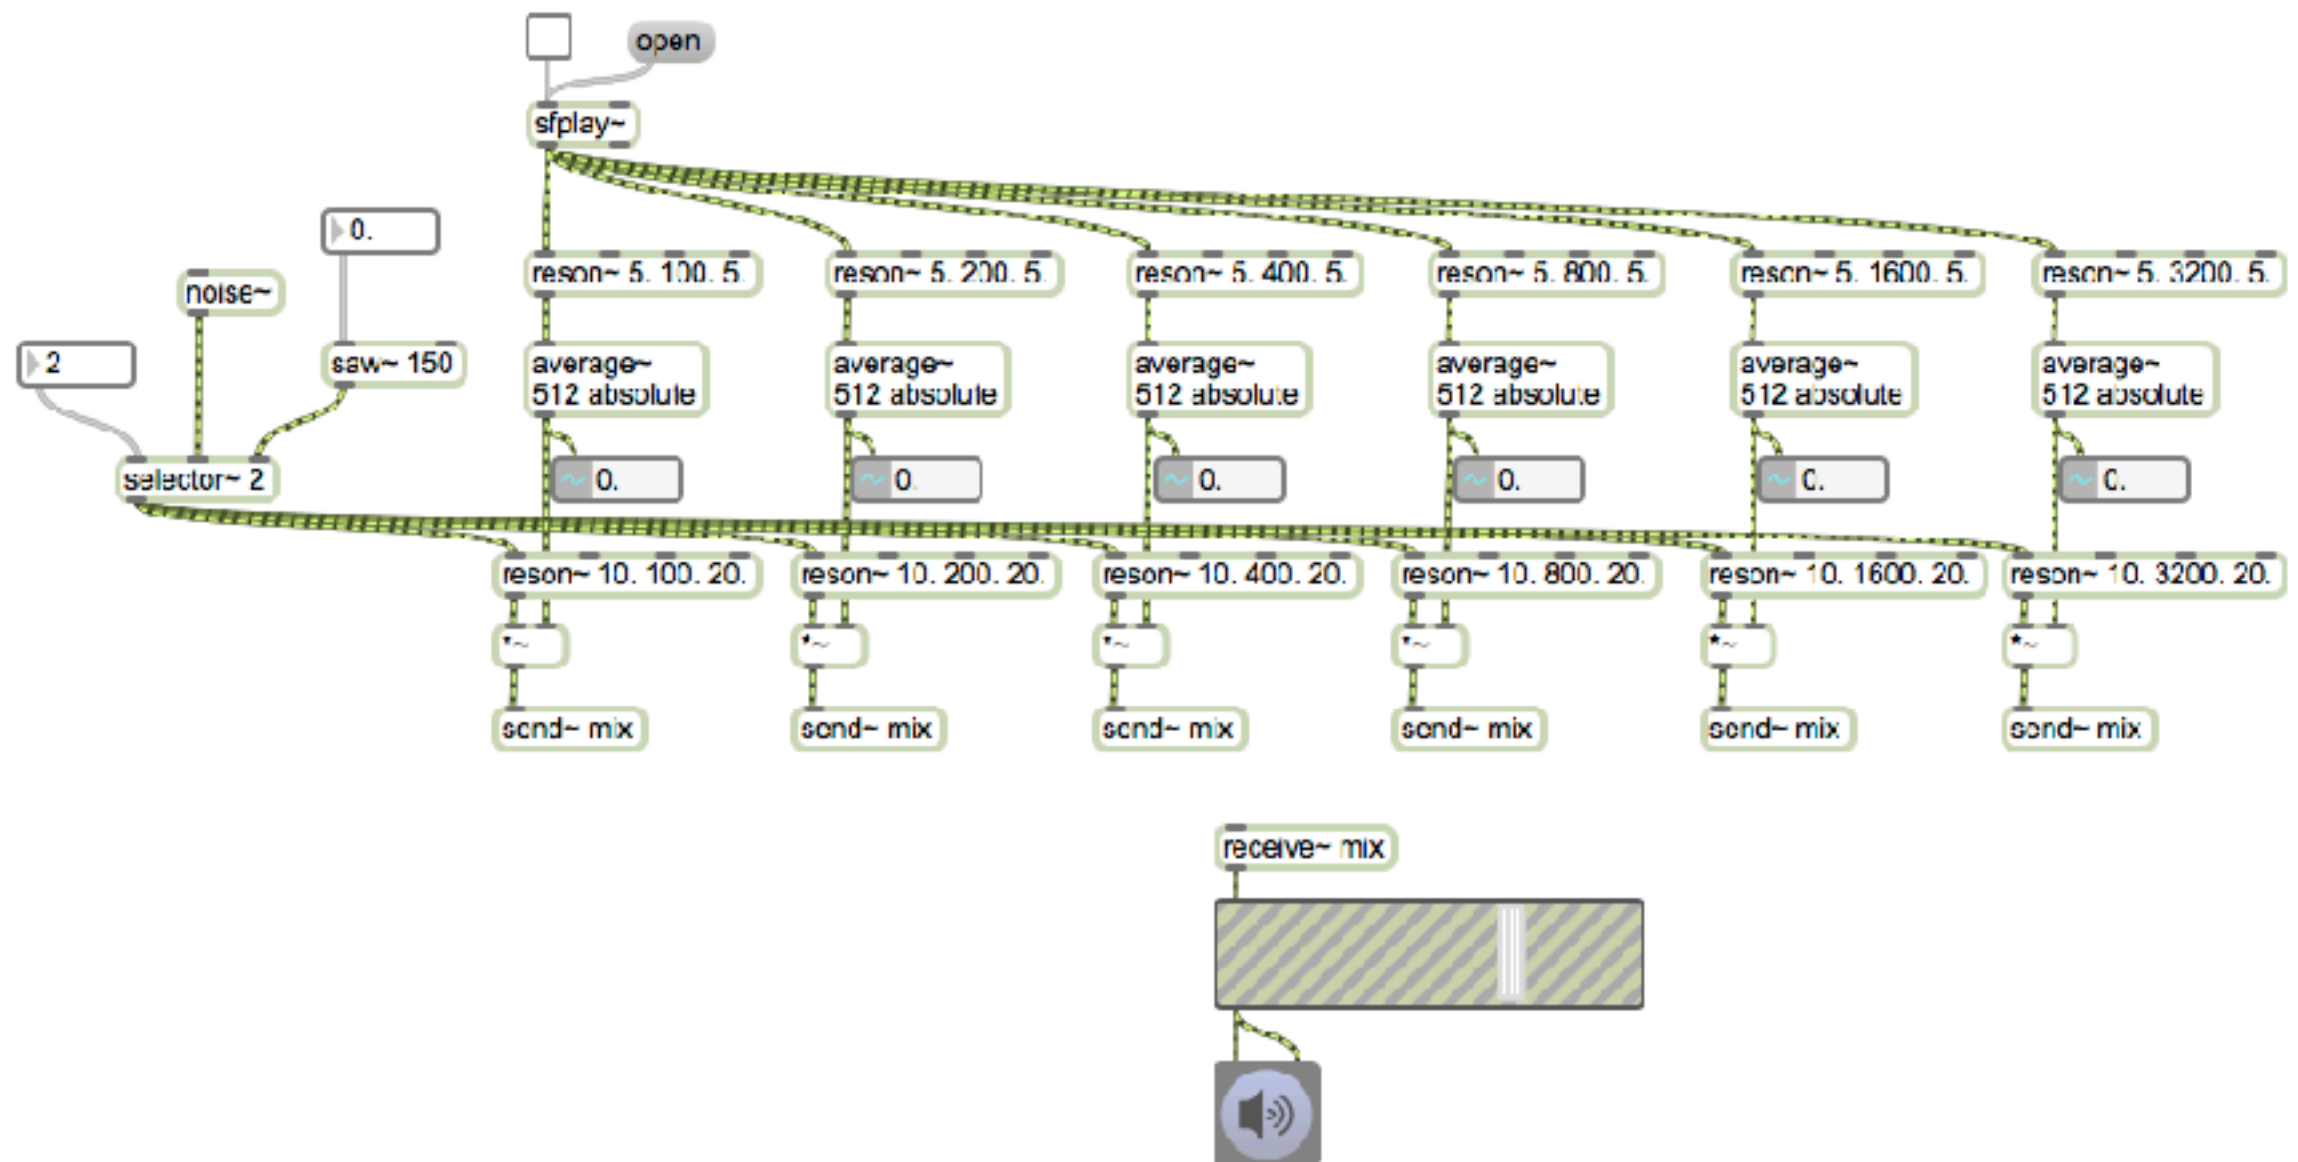 open
sfplay~
0.
reson~ 5. 100. 5.
reson~ 5. 200. 5.
reson~ 5. 400. 5.
reson~ 5. 800. 5.
reson~ 5. 1600. 5.
reson~ 5. 3200. 5.
noise~
2
saw~ 150
average~
512 absolute
average~
512 absolute
average~
512 absolute
average~
512 absolute
average~
512 absolute
average~
512 absolute
selector~ 2
~ 0.
~ 0.
~ 0.
~ 0.
~ 0.
~ 0.
reson~ 10. 100. 20.
reson~ 10. 200. 20.
reson~ 10. 400. 20.
reson~ 10. 800. 20.
reson~ 10. 1600. 20.
reson~ 10. 3200. 20.
*~
*~
*~
*~
*~
*~
send~ mix
send~ mix
send~ mix
send~ mix
send~ mix
send~ mix
receive~ mix